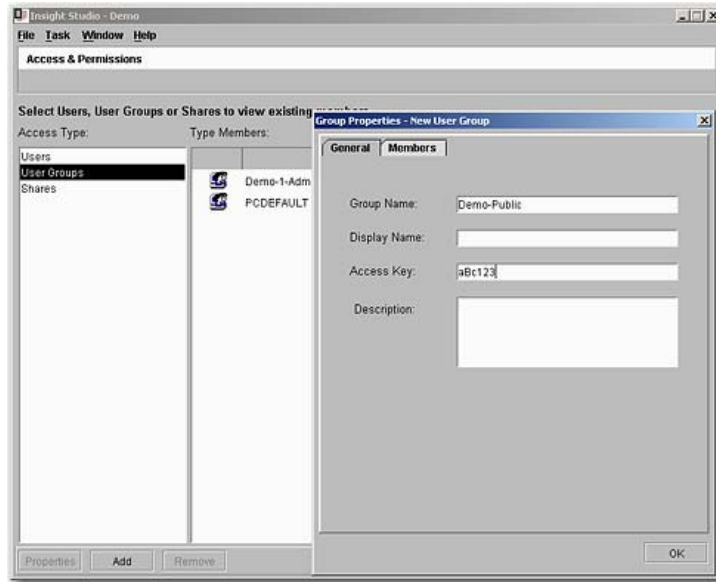 Insight Studio - Demo
File Task Window Help
Access & Permissions
Select Users, User Groups or Shares to view existing
Access Type:
Type Members:
Users
User Groups
Shares
Demo-1-Adm
PCDEFAULT
Group Properties - New User Group
General Members
Group Name: Demo-Public
Display Name:
Access Key: aBc123
Description:
OK
Properties Add Remove